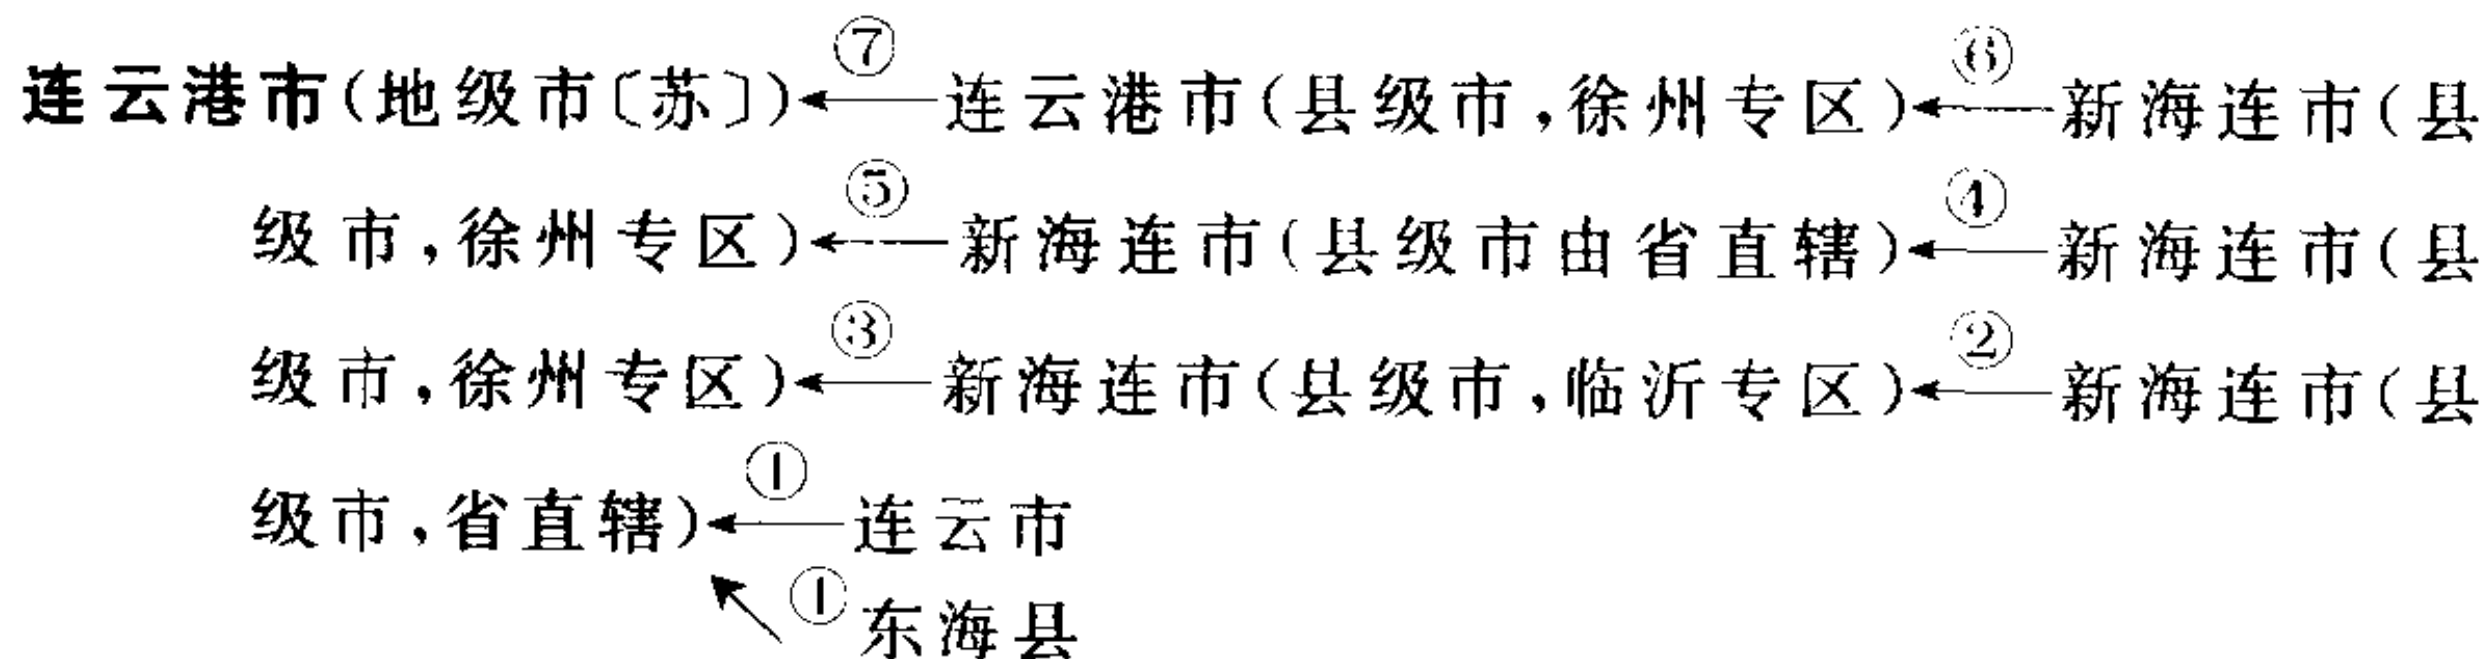 连云港市(地级市〔苏〕)←⑦连云港市(县级市,徐州专区)←⑥新海连市(县
级市,徐州专区)←⑤新海连市(县级市由省直辖)←④新海连市(县
级市,徐州专区)←③新海连市(县级市,临沂专区)←②新海连市(县
级市,省直辖)←①连云市
↖①东海县